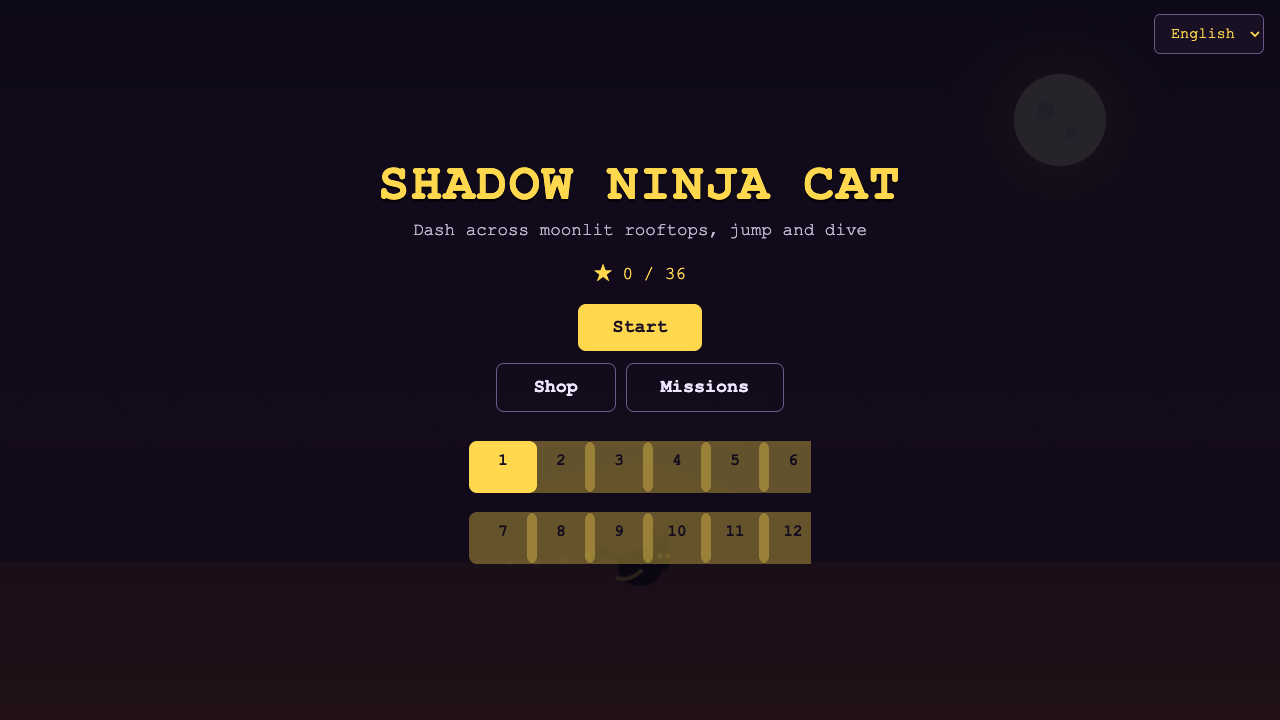 English
SHADOW NINJA CAT
Dash across moonlit rooftops, jump and dive
★ 0 / 36
Start
Shop Missions
1 2 3 4 5 6
7 8 9 10 11 12